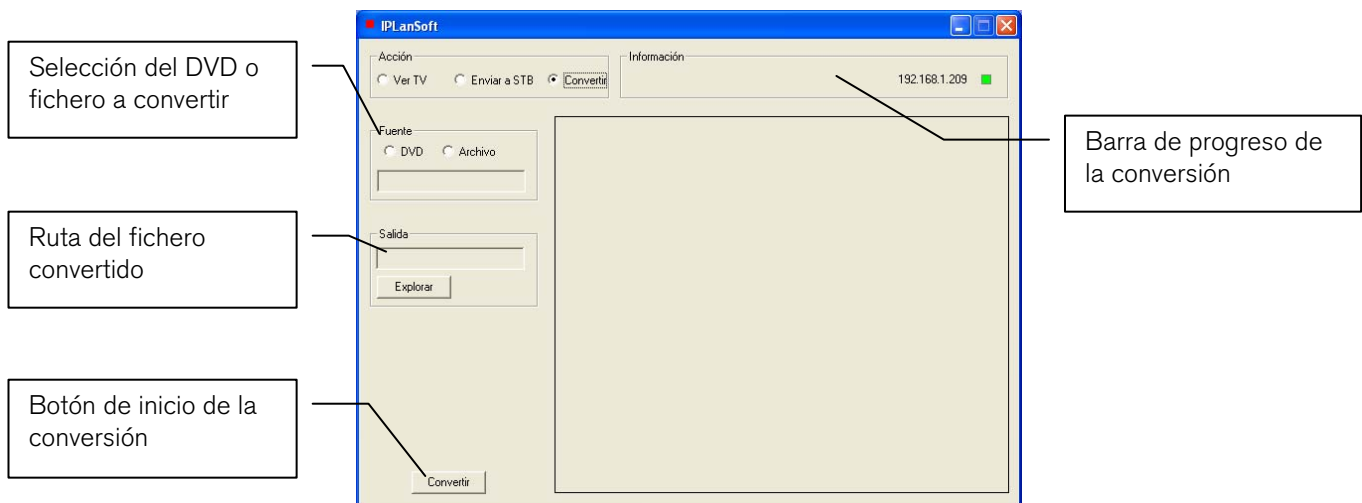 IPLanSoft
Selección del DVD o
fichero a convertir
Acción
Ver TV Enviar a STB Convertir
Información
192.168.1.209
Fuente
DVD Archivo
Barra de progreso de
la conversión
Ruta del fichero
convertido
Salida
Explorar
Botón de inicio de la
conversión
Convertir